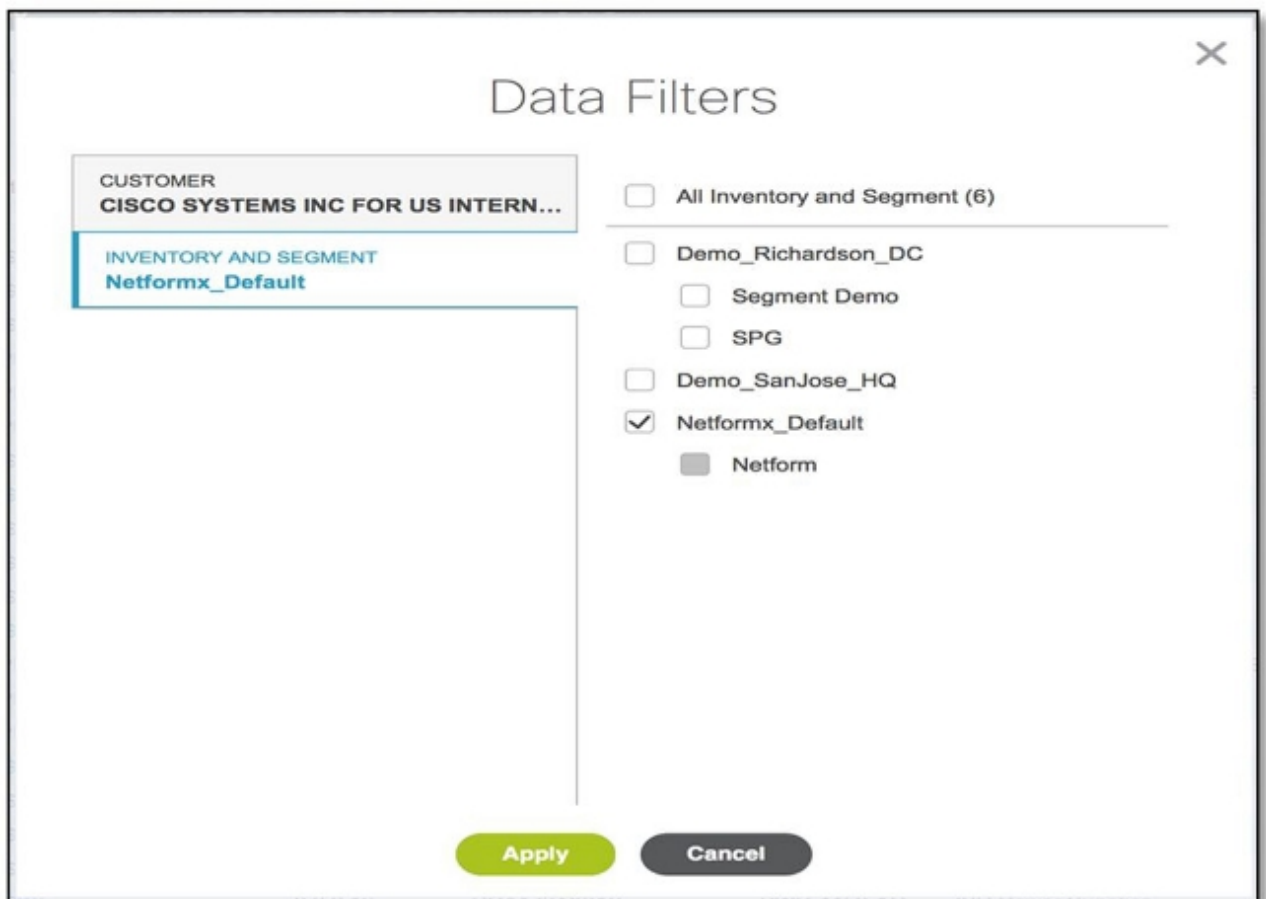 Data Filters
CUSTOMER
CISCO SYSTEMS INC FOR US INTERN...
INVENTORY AND SEGMENT
Netformx_Default
All Inventory and Segment (6)
Demo_Richardson_DC
Segment Demo
SPG
Demo_SanJose_HQ
Netformx_Default
Netform
Apply
Cancel